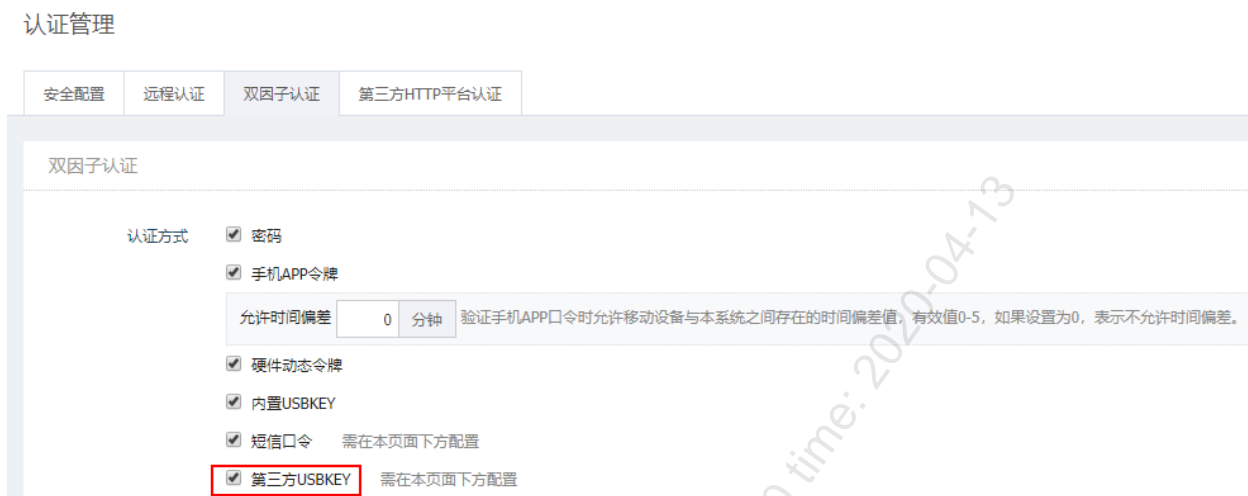 认证管理
安全配置 远程认证 双因子认证 第三方HTTP平台认证
双因子认证
认证方式 密码
手机APP令牌
允许时间偏差 0 分钟 验证手机APP口令时允许移动设备与本系统之间存在的时间偏差值，有效值0-5，如果设置为0，表示不允许时间偏差。
硬件动态令牌
内置USBKEY
短信口令 需在本页面下方配置
第三方USBKEY 需在本页面下方配置
time: 2020-04-13